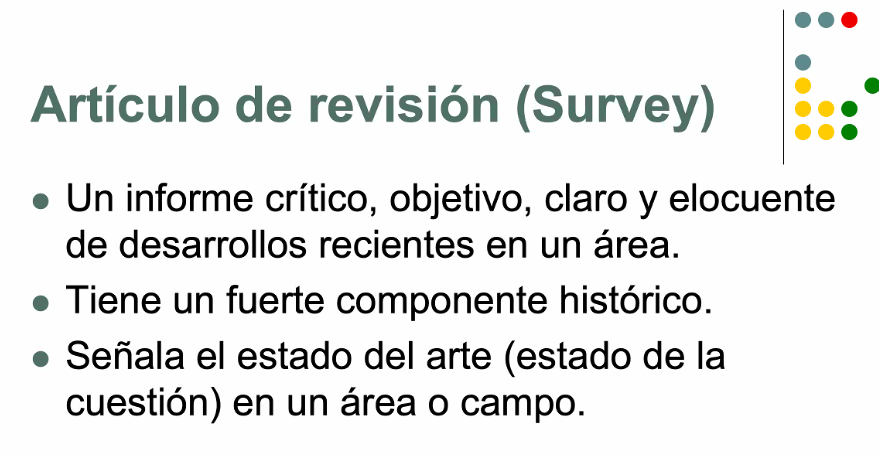 Artículo de revisión (Survey)
● Un informe crítico, objetivo, claro y elocuente
de desarrollos recientes en un área.
● Tiene un fuerte componente histórico.
● Señala el estado del arte (estado de la
cuestión) en un área o campo.